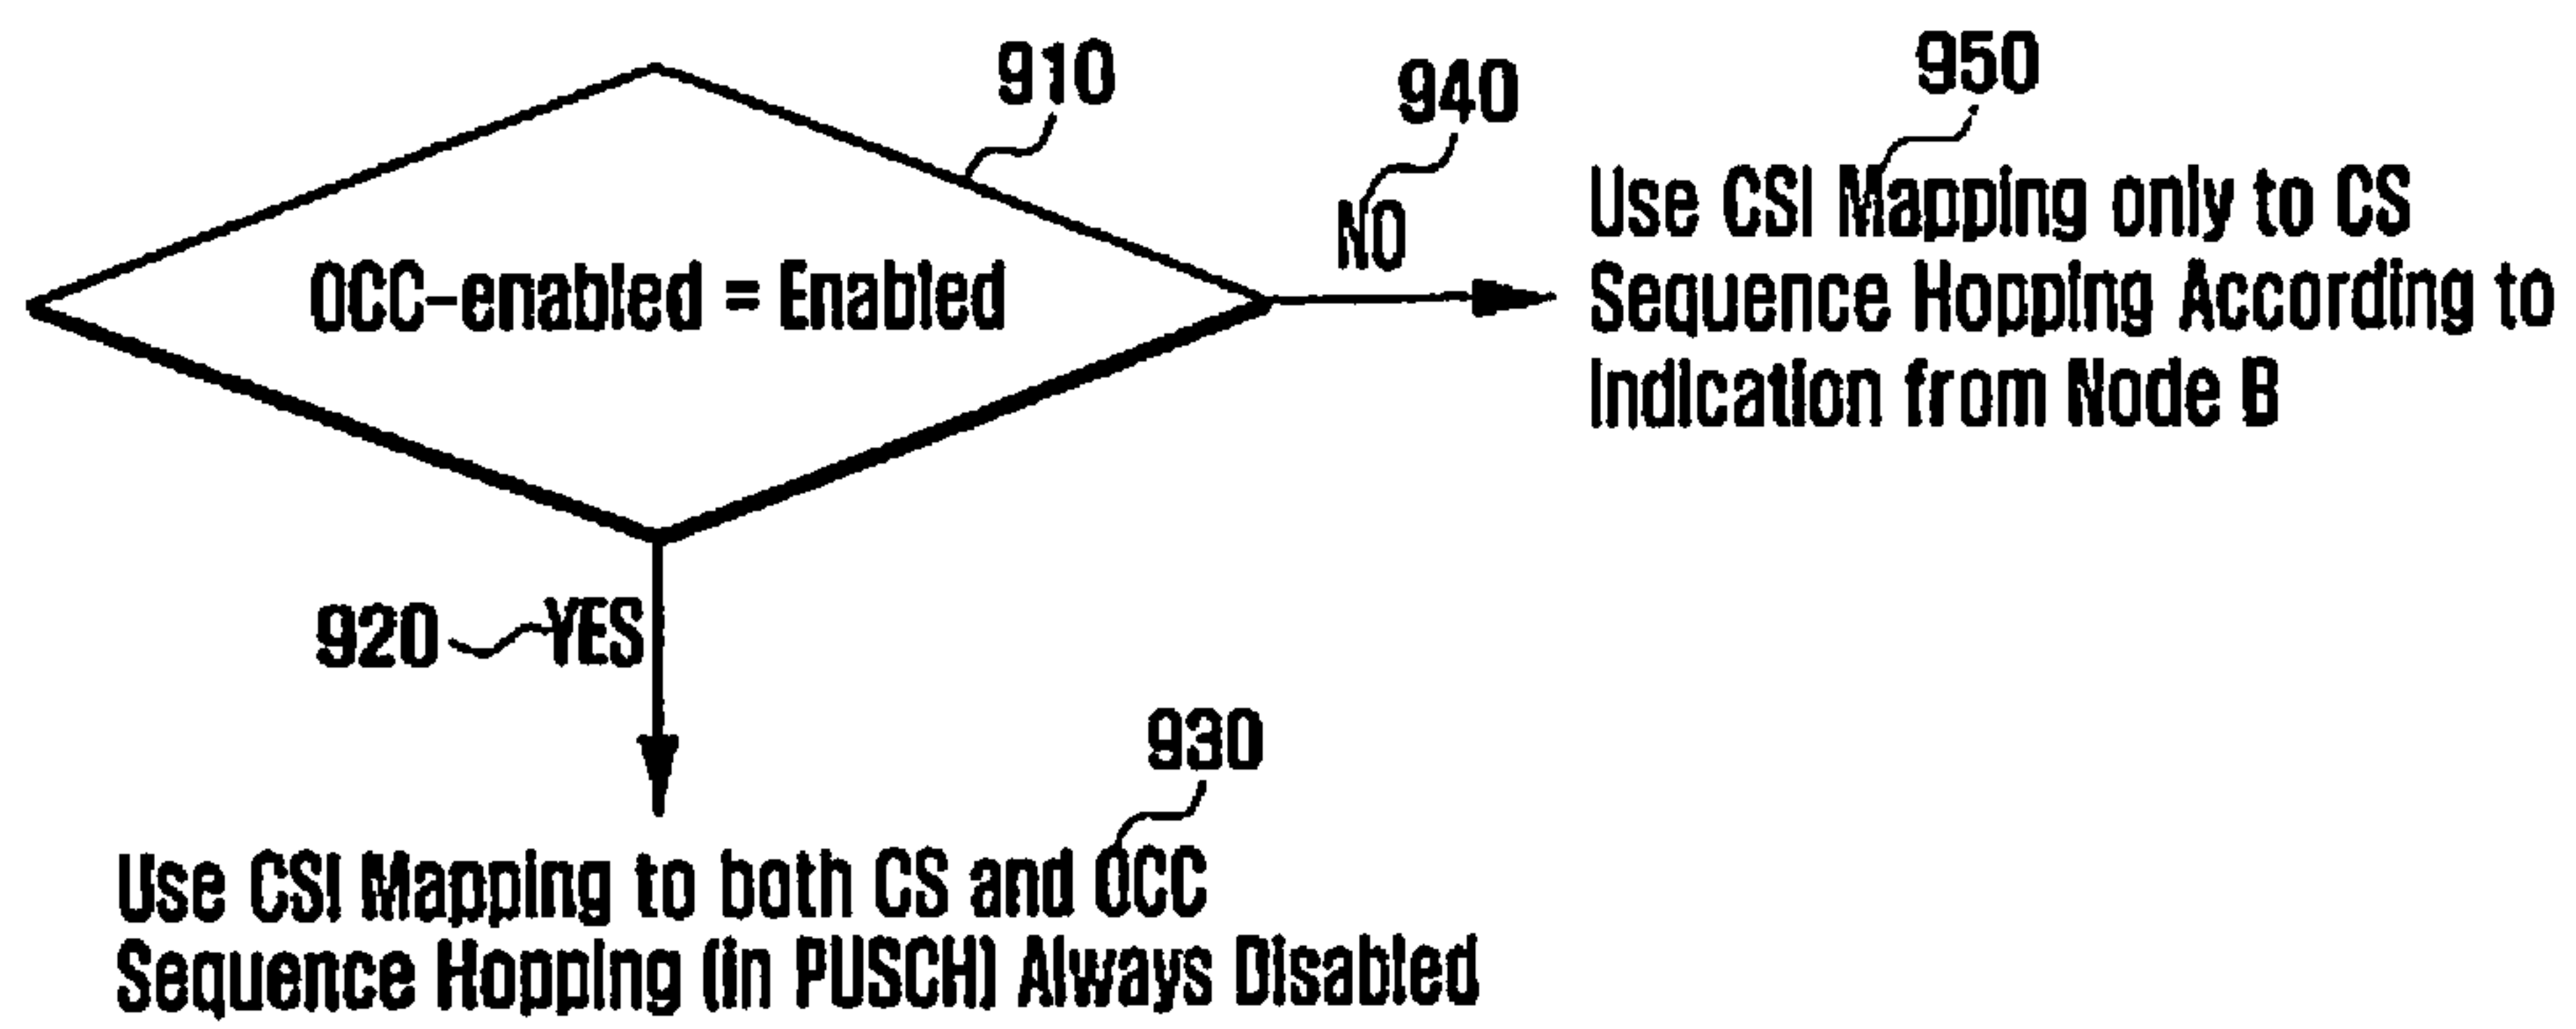 910
940
950
OCC-enabled = Enabled
NO
Use CSI Mapping only to CS
Sequence Hopping According to
Indication from Node B
920
YES
930
Use CSI Mapping to both CS and OCC
Sequence Hopping (in PUSCH) Always Disabled